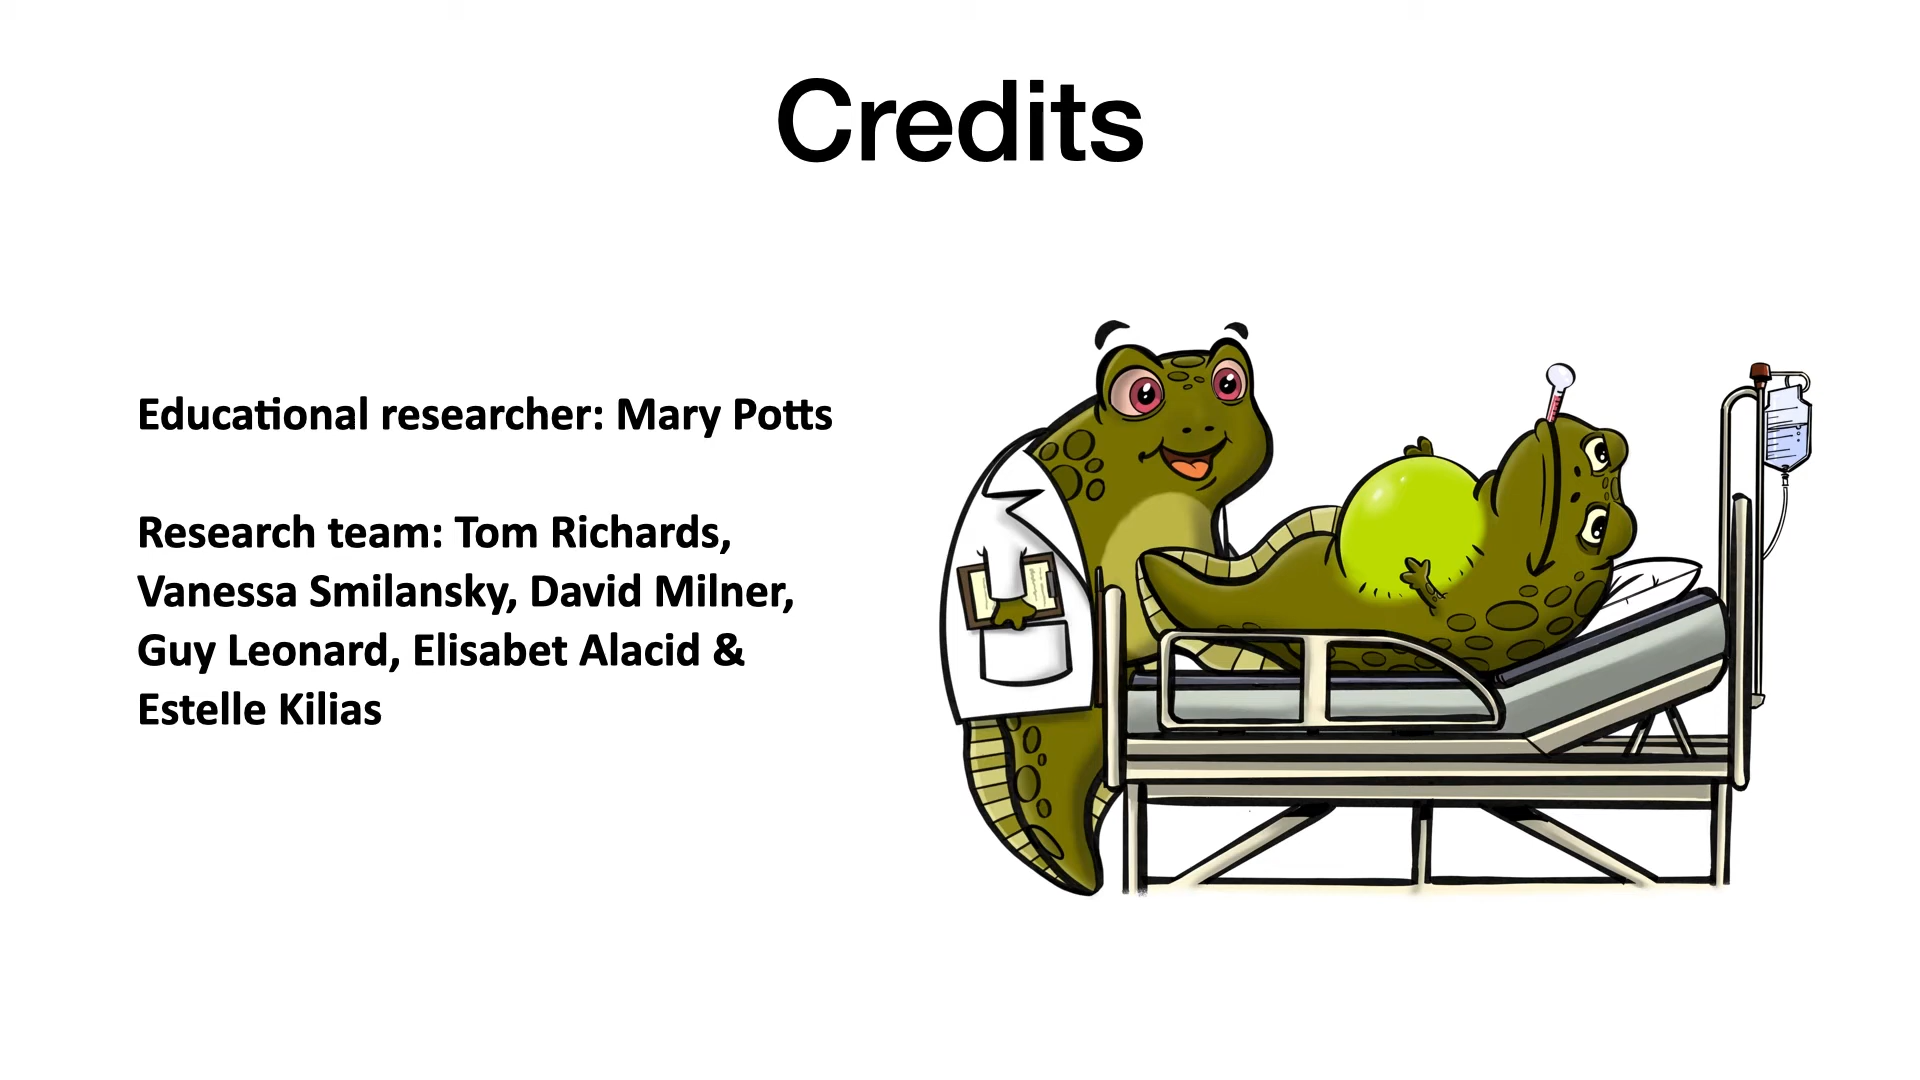 Credits
Educational researcher: Mary Potts
Research team: Tom Richards,
Vanessa Smilansky, David Milner,
Guy Leonard, Elisabet Alacid &
Estelle Kilias